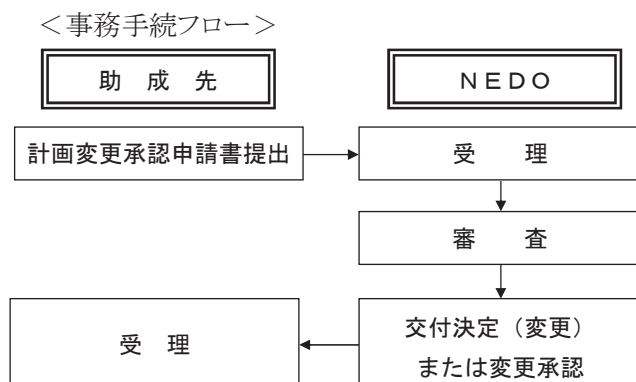 ＜事務手続フロー＞
助 成 先
ＮＥＤＯ
計画変更承認申請書提出
受 理
審 査
交付決定（変更）
または変更承認
受 理